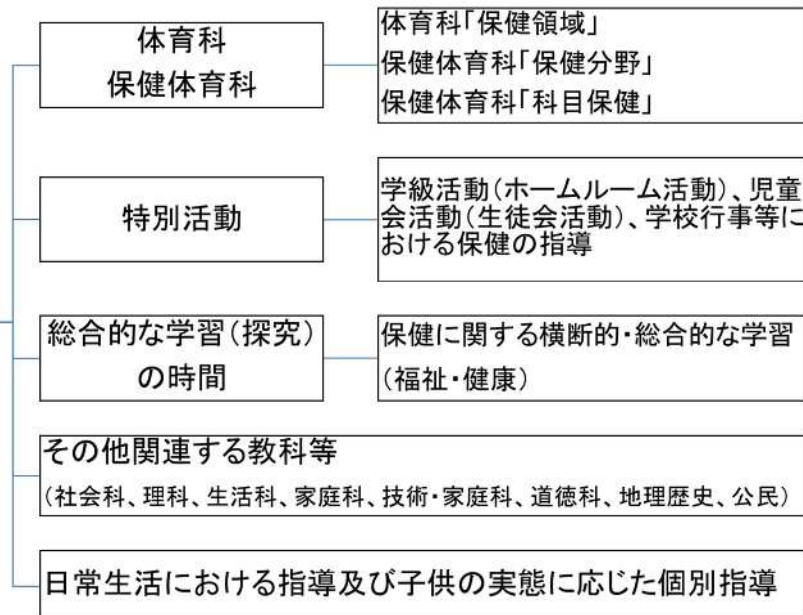 体育科
保健体育科
体育科「保健領域」
保健体育科「保健分野」
保健体育科「科目保健」
特別活動
学級活動(ホームルーム活動)、児童
会活動(生徒会活動)、学校行事等に
おける保健の指導
総合的な学習(探究)
の時間
保健に関する横断的・総合的な学習
(福祉・健康)
その他関連する教科等
(社会科、理科、生活科、家庭科、技術・家庭科、道徳科、地理歴史、公民)
日常生活における指導及び子供の実態に応じた個別指導